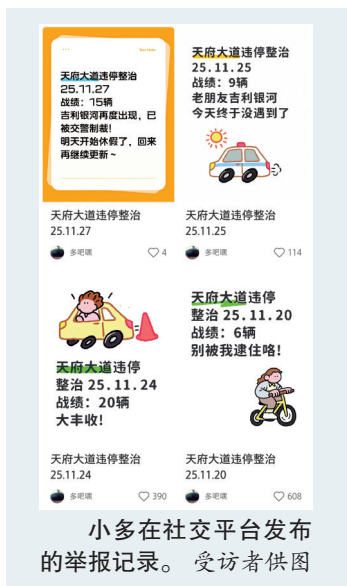 天府大道违停整治
25.11.27
战绩：15辆
吉利银河再度出现，已
被交警制裁！
明天开始休假了，回来
再继续更新~
天府大道违停整治
25.11.27
多吧嘿
4
天府大道违停整治
25.11.25
战绩：9辆
老朋友吉利银河
今天终于没遇到了
天府大道违停整治
25.11.25
多吧嘿
114
天府大道违停
整治 25.11.24
战绩：20辆
大丰收！
天府大道违停整治
25.11.24
多吧嘿
390
天府大道违停
整治 25.11.20
战绩：6辆
别被我逮住咯！
天府大道违停整治
25.11.20
多吧嘿
608
小多在社交平台发布
的举报记录。 受访者供图